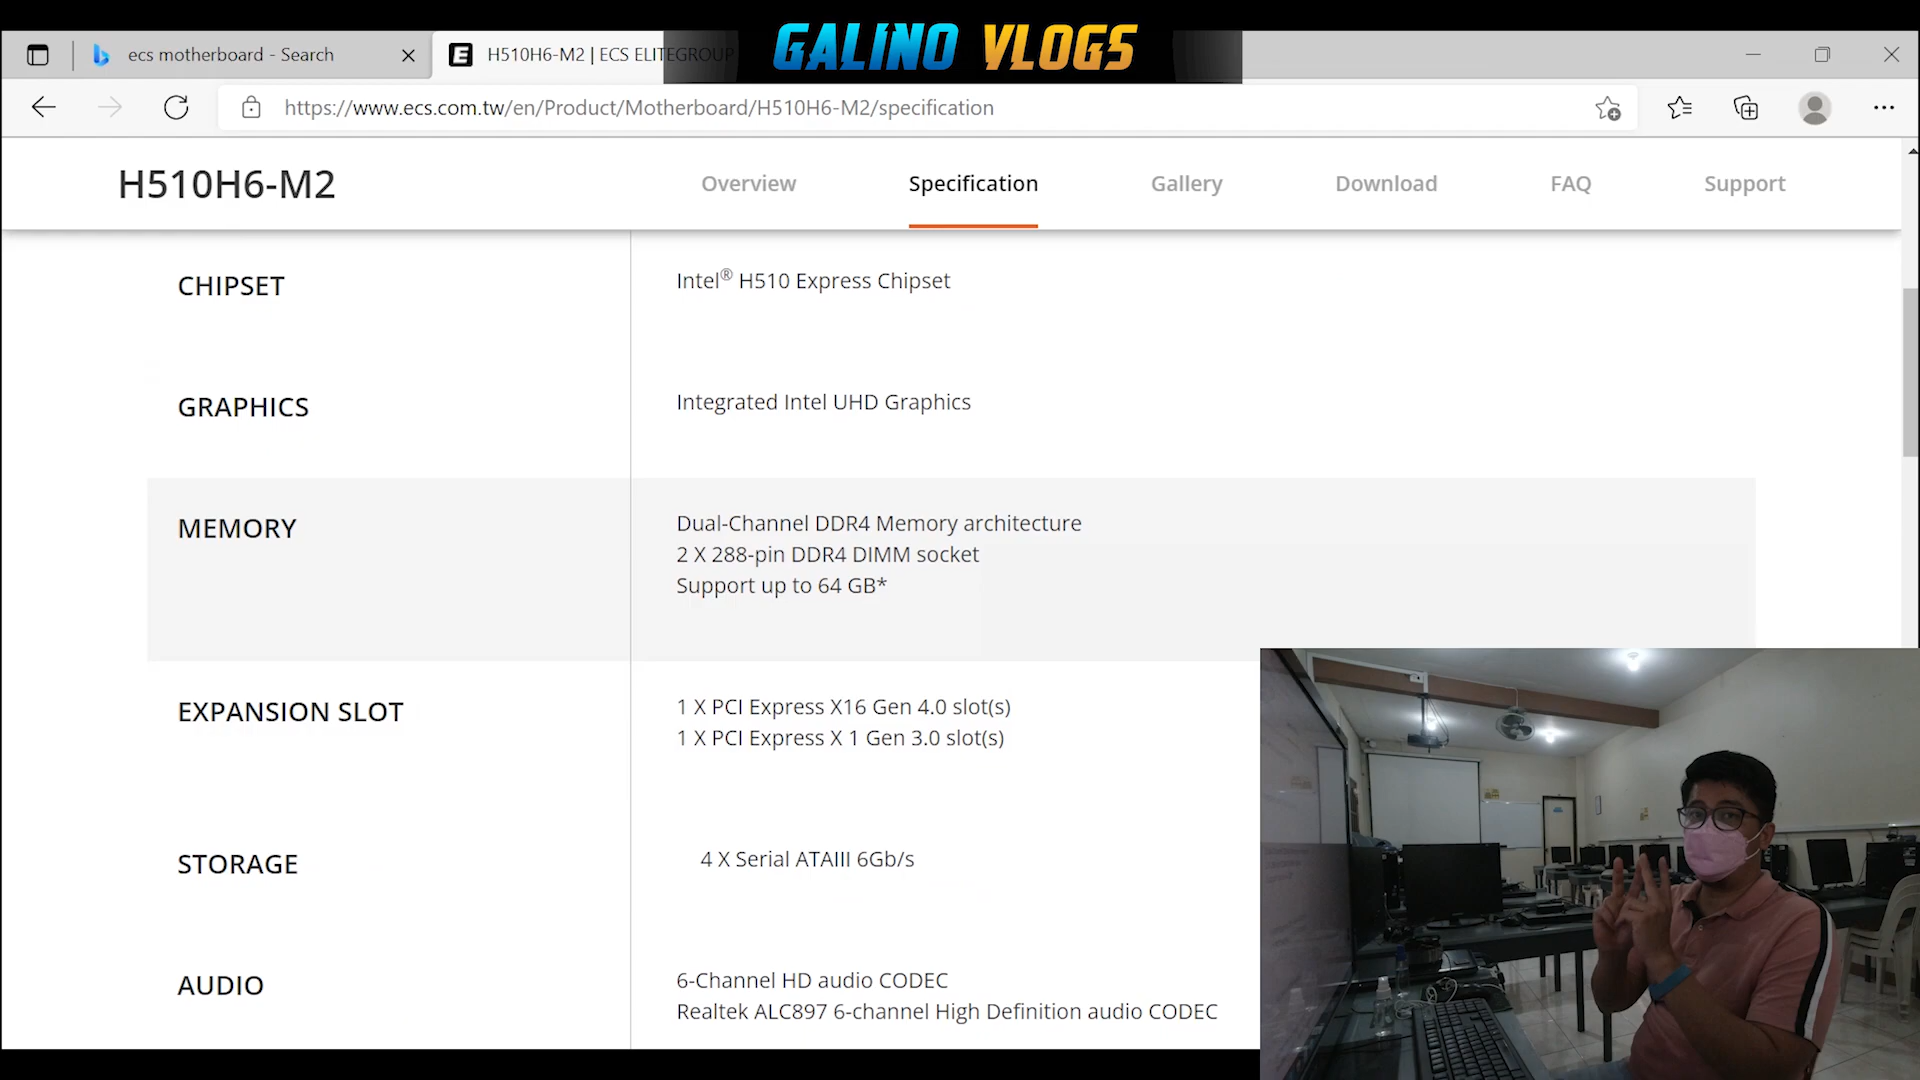 GALINO VLOGS
ecs motherboard - Search
H510H6-M2 | ECS ELITEGROUP
https://www.ecs.com.tw/en/Product/Motherboard/H510H6-M2/specification
H510H6-M2
Overview
Specification
Gallery
Download
FAQ
Support
CHIPSET
Intel® H510 Express Chipset
GRAPHICS
Integrated Intel UHD Graphics
MEMORY
Dual-Channel DDR4 Memory architecture
2 X 288-pin DDR4 DIMM socket
Support up to 64 GB*
EXPANSION SLOT
1 X PCI Express X16 Gen 4.0 slot(s)
1 X PCI Express X 1 Gen 3.0 slot(s)
STORAGE
4 X Serial ATAIII 6Gb/s
AUDIO
6-Channel HD audio CODEC
Realtek ALC897 6-channel High Definition audio CODEC